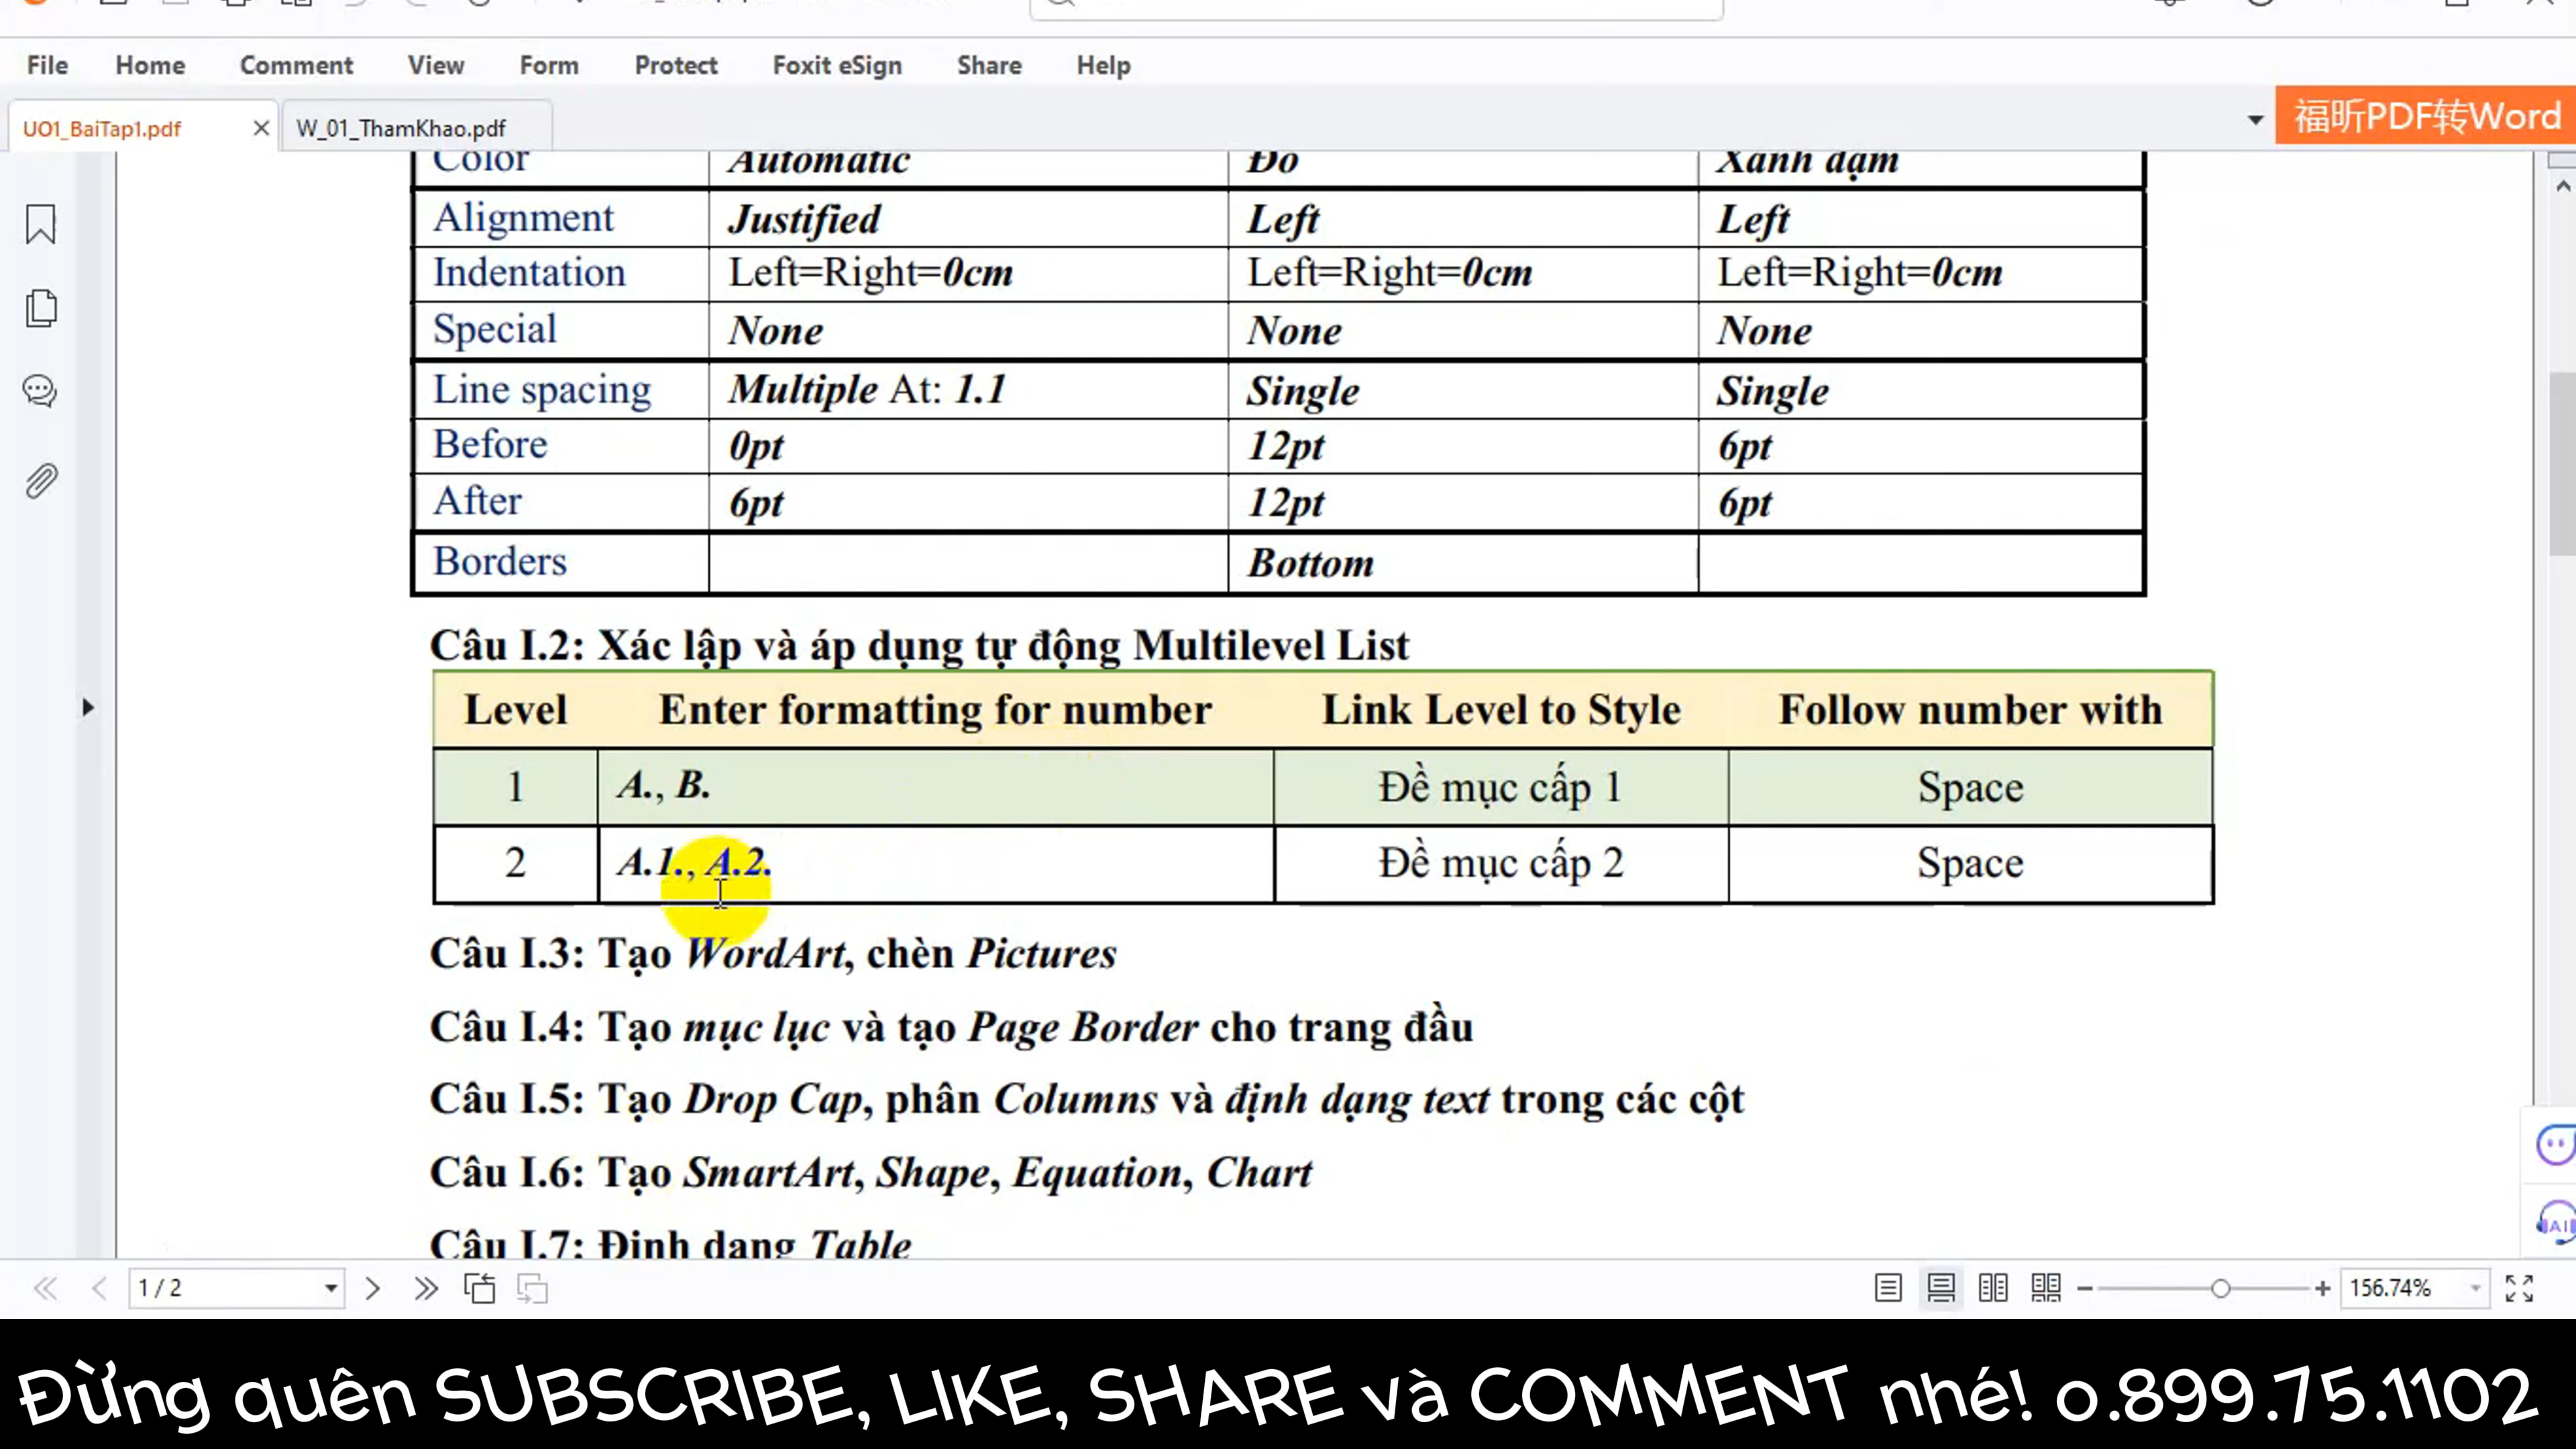 File Home Comment View Form Protect Foxit eSign Share Help
UO1_BaiTap1.pdf W_01_ThamKhao.pdf 福昕PDF转Word
Color Automatic Đỏ Xanh đậm
Alignment Justified Left Left
Indentation Left=Right=0cm Left=Right=0cm Left=Right=0cm
Special None None None
Line spacing Multiple At: 1.1 Single Single
Before 0pt 12pt 6pt
After 6pt 12pt 6pt
Borders Bottom
Câu I.2: Xác lập và áp dụng tự động Multilevel List
Level Enter formatting for number Link Level to Style Follow number with
1 A., B. Đề mục cấp 1 Space
2 A.1., A.2. Đề mục cấp 2 Space
Câu I.3: Tạo WordArt, chèn Pictures
Câu I.4: Tạo mục lục và tạo Page Border cho trang đầu
Câu I.5: Tạo Drop Cap, phân Columns và định dạng text trong các cột
Câu I.6: Tạo SmartArt, Shape, Equation, Chart
Câu I.7: Định dạng Table
AI
1 / 2 156.74%
Đừng quên SUBSCRIBE, LIKE, SHARE và COMMENT nhé! 0.899.75.1102